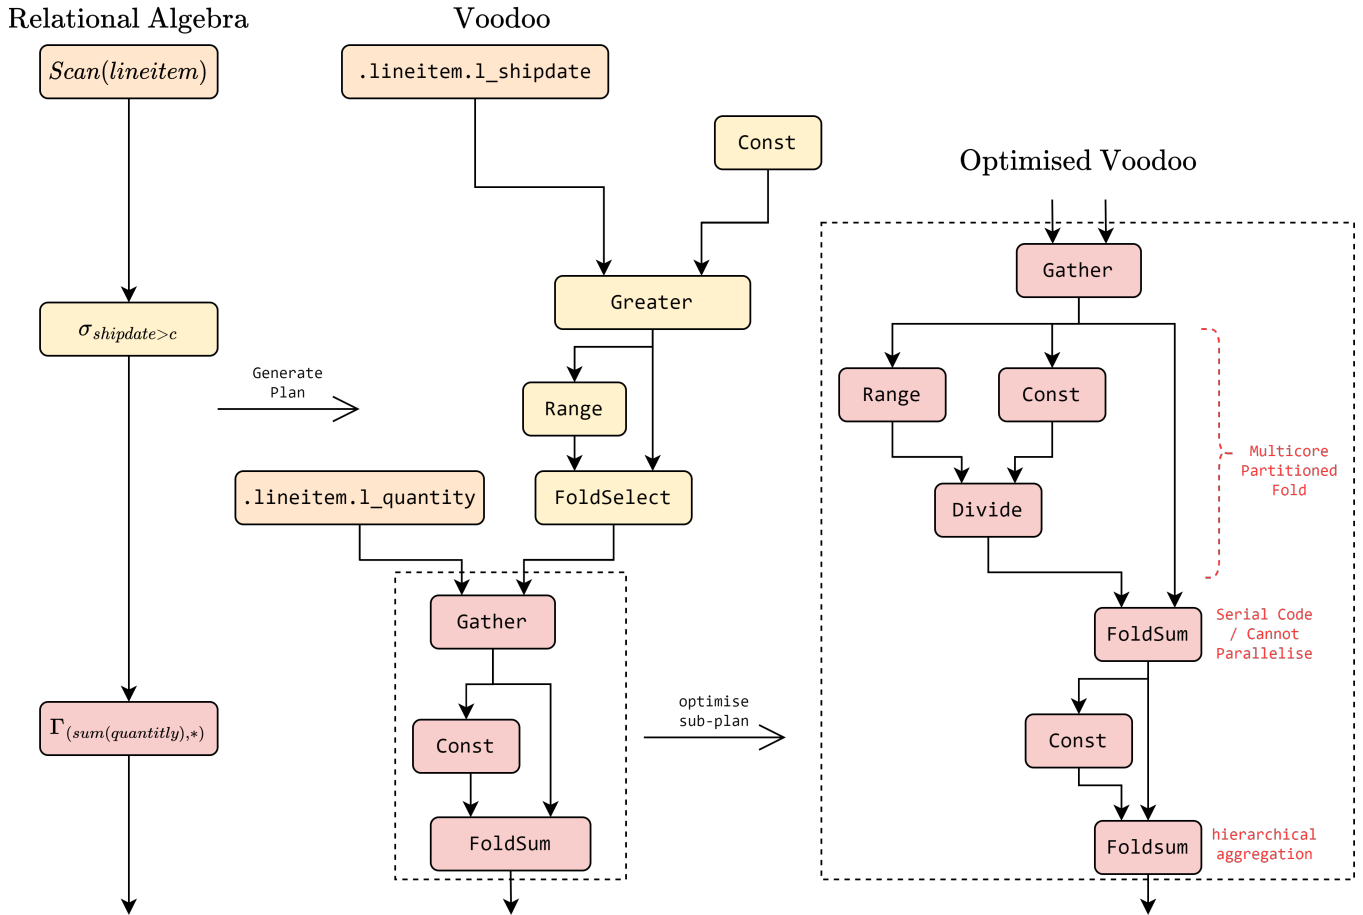 Relational Algebra
Voodoo
Scan(lineitem)
.lineitem.l_shipdate
Const
Optimised Voodoo
Gather
σshipdate>c
Greater
Generate
Plan
Range
FoldSelect
.lineitem.l_quantity
Range
Const
Divide
Multicore
Partitioned
Fold
Gather
FoldSum
Serial Code
/ Cannot
Parallelise
Γ(sum(quantitly),∗)
Const
optimise
sub-plan
Const
FoldSum
Foldsum
hierarchical
aggregation